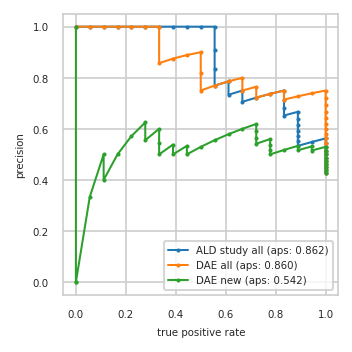 1.0
0.8
0.6
0.4
0.2
0.0
precision
ALD study all (aps: 0.862)
DAE all (aps: 0.860)
DAE new (aps: 0.542)
0.0 0.2 0.4 0.6 0.8 1.0
true positive rate